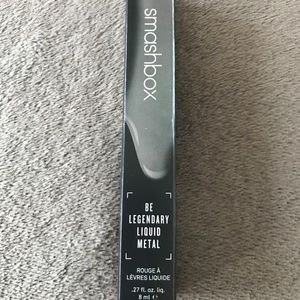 smashbox
BE
LEGENDARY
LIQUID
METAL
ROUGE À
LÈVRES LIQUIDE
.27 fl. oz. liq.
8 ml ℮